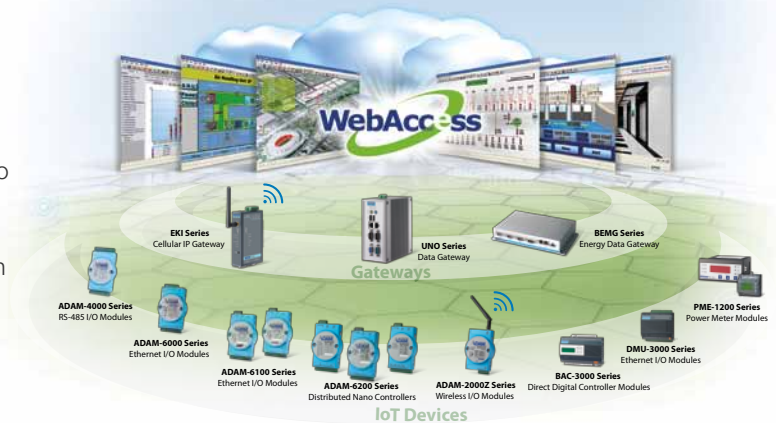 WebAccess
EKI Series
Cellular IP Gateway
UNO Series
Data Gateway
BEMG Series
Energy Data Gateway
Gateways
ADAM-4000 Series
RS-485 I/O Modules
ADAM-6000 Series
Ethernet I/O Modules
ADAM-6100 Series
Ethernet I/O Modules
ADAM-6200 Series
Distributed Nano Controllers
ADAM-2000Z Series
Wireless I/O Modules
BAC-3000 Series
Direct Digital Controller Modules
DMU-3000 Series
Ethernet I/O Modules
PME-1200 Series
Power Meter Modules
IoT Devices